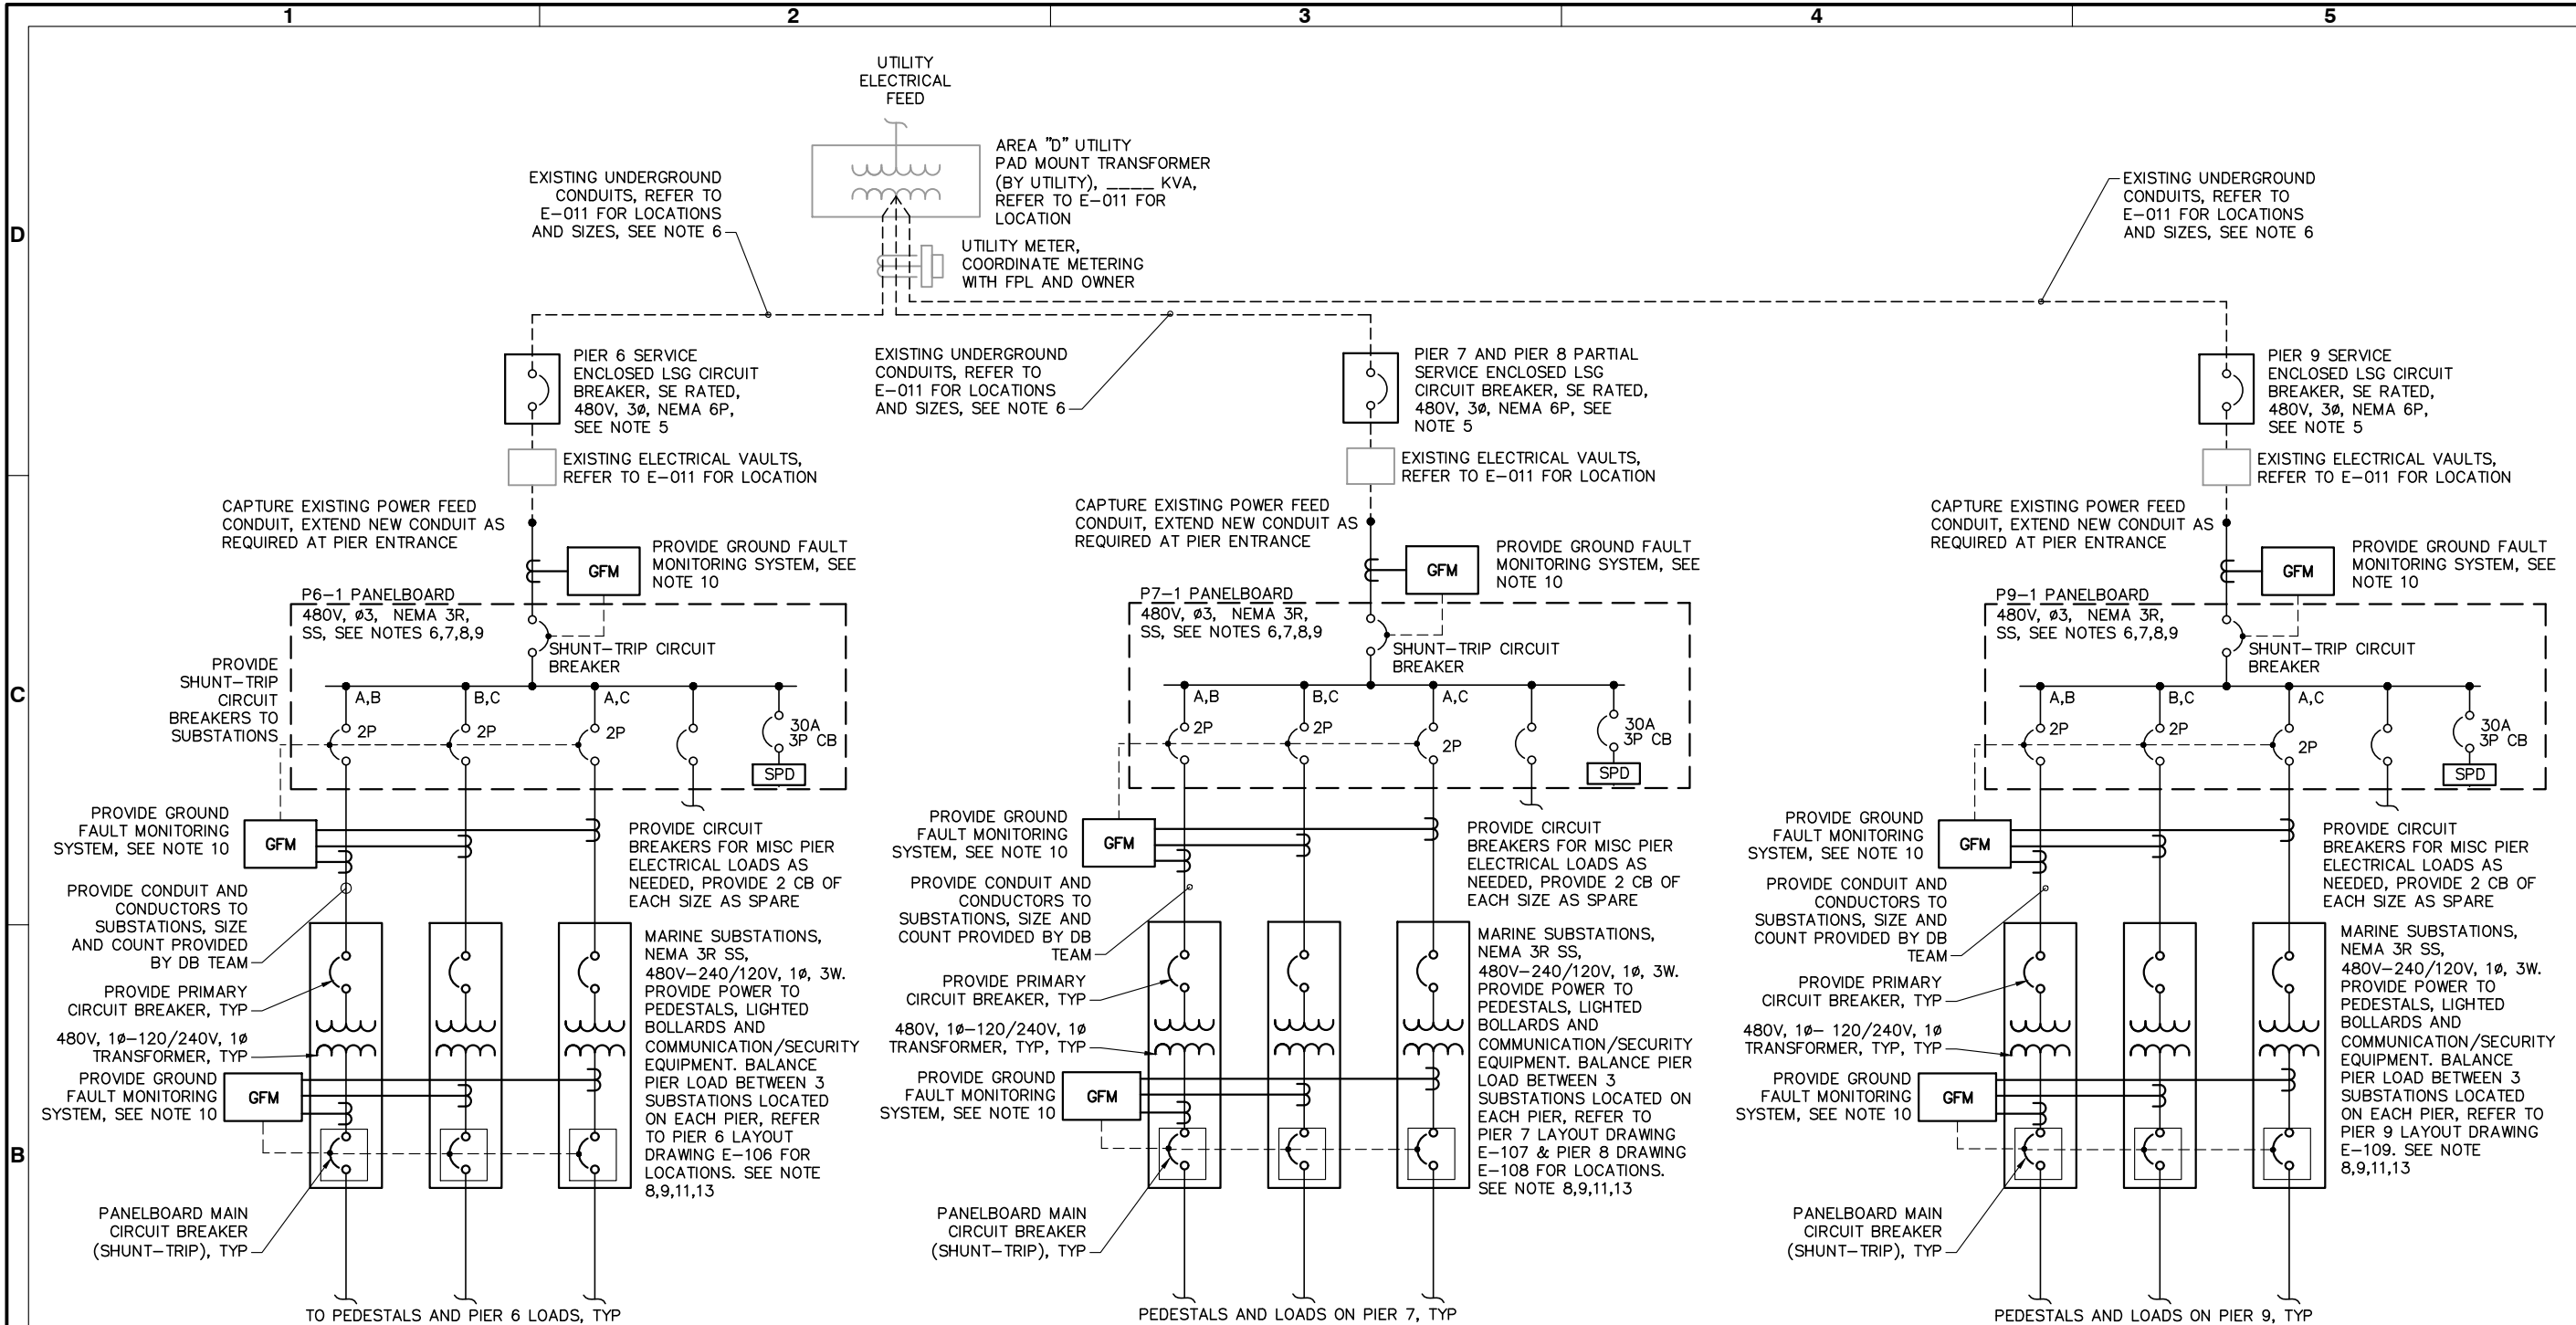 1
2
3
4
5
D
C
B
UTILITY
ELECTRICAL
FEED
AREA "D" UTILITY
PAD MOUNT TRANSFORMER
(BY UTILITY), ____ KVA,
REFER TO E-011 FOR
LOCATION
UTILITY METER,
COORDINATE METERING
WITH FPL AND OWNER
EXISTING UNDERGROUND
CONDUITS, REFER TO
E-011 FOR LOCATIONS
AND SIZES, SEE NOTE 6
EXISTING UNDERGROUND
CONDUITS, REFER TO
E-011 FOR LOCATIONS
AND SIZES, SEE NOTE 6
EXISTING UNDERGROUND
CONDUITS, REFER TO
E-011 FOR LOCATIONS
AND SIZES, SEE NOTE 6
PIER 6 SERVICE
ENCLOSED LSG CIRCUIT
BREAKER, SE RATED,
480V, 3ø, NEMA 6P,
SEE NOTE 5
EXISTING ELECTRICAL VAULTS,
REFER TO E-011 FOR LOCATION
CAPTURE EXISTING POWER FEED
CONDUIT, EXTEND NEW CONDUIT AS
REQUIRED AT PIER ENTRANCE
GFM
PROVIDE GROUND FAULT
MONITORING SYSTEM, SEE
NOTE 10
P6-1 PANELBOARD
480V, ø3, NEMA 3R,
SS, SEE NOTES 6,7,8,9
SHUNT-TRIP CIRCUIT
BREAKER
PROVIDE
SHUNT-TRIP
CIRCUIT
BREAKERS TO
SUBSTATIONS
A,B
B,C
A,C
2P
2P
2P
30A
3P CB
SPD
PROVIDE GROUND
FAULT MONITORING
SYSTEM, SEE NOTE 10
GFM
PROVIDE CIRCUIT
BREAKERS FOR MISC PIER
ELECTRICAL LOADS AS
NEEDED, PROVIDE 2 CB OF
EACH SIZE AS SPARE
PROVIDE CONDUIT AND
CONDUCTORS TO
SUBSTATIONS, SIZE
AND COUNT PROVIDED
BY DB TEAM
PROVIDE PRIMARY
CIRCUIT BREAKER, TYP
480V, 1ø-120/240V, 1ø
TRANSFORMER, TYP
PROVIDE GROUND
FAULT MONITORING
SYSTEM, SEE NOTE 10
GFM
MARINE SUBSTATIONS,
NEMA 3R SS,
480V-240/120V, 1ø, 3W.
PROVIDE POWER TO
PEDESTALS, LIGHTED
BOLLARDS AND
COMMUNICATION/SECURITY
EQUIPMENT. BALANCE
PIER LOAD BETWEEN 3
SUBSTATIONS LOCATED
ON EACH PIER, REFER
TO PIER 6 LAYOUT
DRAWING E-106 FOR
LOCATIONS. SEE NOTE
8,9,11,13
PANELBOARD MAIN
CIRCUIT BREAKER
(SHUNT-TRIP), TYP
TO PEDESTALS AND PIER 6 LOADS, TYP
PIER 7 AND PIER 8 PARTIAL
SERVICE ENCLOSED LSG
CIRCUIT BREAKER, SE RATED,
480V, 3ø, NEMA 6P, SEE
NOTE 5
EXISTING ELECTRICAL VAULTS,
REFER TO E-011 FOR LOCATION
CAPTURE EXISTING POWER FEED
CONDUIT, EXTEND NEW CONDUIT AS
REQUIRED AT PIER ENTRANCE
GFM
PROVIDE GROUND FAULT
MONITORING SYSTEM, SEE
NOTE 10
P7-1 PANELBOARD
480V, ø3, NEMA 3R,
SS, SEE NOTES 6,7,8,9
SHUNT-TRIP CIRCUIT
BREAKER
A,B
B,C
A,C
2P
2P
2P
30A
3P CB
SPD
PROVIDE GROUND
FAULT MONITORING
SYSTEM, SEE NOTE 10
GFM
PROVIDE CIRCUIT
BREAKERS FOR MISC PIER
ELECTRICAL LOADS AS
NEEDED, PROVIDE 2 CB OF
EACH SIZE AS SPARE
PROVIDE CONDUIT AND
CONDUCTORS TO
SUBSTATIONS, SIZE AND
COUNT PROVIDED BY DB
TEAM
PROVIDE PRIMARY
CIRCUIT BREAKER, TYP
480V, 1ø-120/240V, 1ø
TRANSFORMER, TYP, TYP
PROVIDE GROUND
FAULT MONITORING
SYSTEM, SEE NOTE 10
GFM
MARINE SUBSTATIONS,
NEMA 3R SS,
480V-240/120V, 1ø, 3W.
PROVIDE POWER TO
PEDESTALS, LIGHTED
BOLLARDS AND
COMMUNICATION/SECURITY
EQUIPMENT. BALANCE PIER
LOAD BETWEEN 3
SUBSTATIONS LOCATED ON
EACH PIER, REFER TO
PIER 7 LAYOUT DRAWING
E-107 & PIER 8 DRAWING
E-108 FOR LOCATIONS.
SEE NOTE 8,9,11,13
PANELBOARD MAIN
CIRCUIT BREAKER
(SHUNT-TRIP), TYP
PEDESTALS AND LOADS ON PIER 7, TYP
PIER 9 SERVICE
ENCLOSED LSG CIRCUIT
BREAKER, SE RATED,
480V, 3ø, NEMA 6P,
SEE NOTE 5
EXISTING ELECTRICAL VAULTS,
REFER TO E-011 FOR LOCATION
CAPTURE EXISTING POWER FEED
CONDUIT, EXTEND NEW CONDUIT AS
REQUIRED AT PIER ENTRANCE
GFM
PROVIDE GROUND FAULT
MONITORING SYSTEM, SEE
NOTE 10
P9-1 PANELBOARD
480V, ø3, NEMA 3R,
SS, SEE NOTES 6,7,8,9
SHUNT-TRIP CIRCUIT
BREAKER
A,B
B,C
A,C
2P
2P
2P
30A
3P CB
SPD
PROVIDE GROUND
FAULT MONITORING
SYSTEM, SEE NOTE 10
GFM
PROVIDE CIRCUIT
BREAKERS FOR MISC PIER
ELECTRICAL LOADS AS
NEEDED, PROVIDE 2 CB OF
EACH SIZE AS SPARE
PROVIDE CONDUIT AND
CONDUCTORS TO
SUBSTATIONS, SIZE AND
COUNT PROVIDED BY DB
TEAM
PROVIDE PRIMARY
CIRCUIT BREAKER, TYP
480V, 1ø- 120/240V, 1ø
TRANSFORMER, TYP, TYP
PROVIDE GROUND
FAULT MONITORING
SYSTEM, SEE NOTE 10
GFM
MARINE SUBSTATIONS,
NEMA 3R SS,
480V-240/120V, 1ø, 3W.
PROVIDE POWER TO
PEDESTALS, LIGHTED
BOLLARDS AND
COMMUNICATION/SECURITY
EQUIPMENT. BALANCE
PIER LOAD BETWEEN 3
SUBSTATIONS LOCATED
ON EACH PIER, REFER TO
PIER 9 LAYOUT DRAWING
E-109. SEE NOTE
8,9,11,13
PANELBOARD MAIN
CIRCUIT BREAKER
(SHUNT-TRIP), TYP
PEDESTALS AND LOADS ON PIER 9, TYP